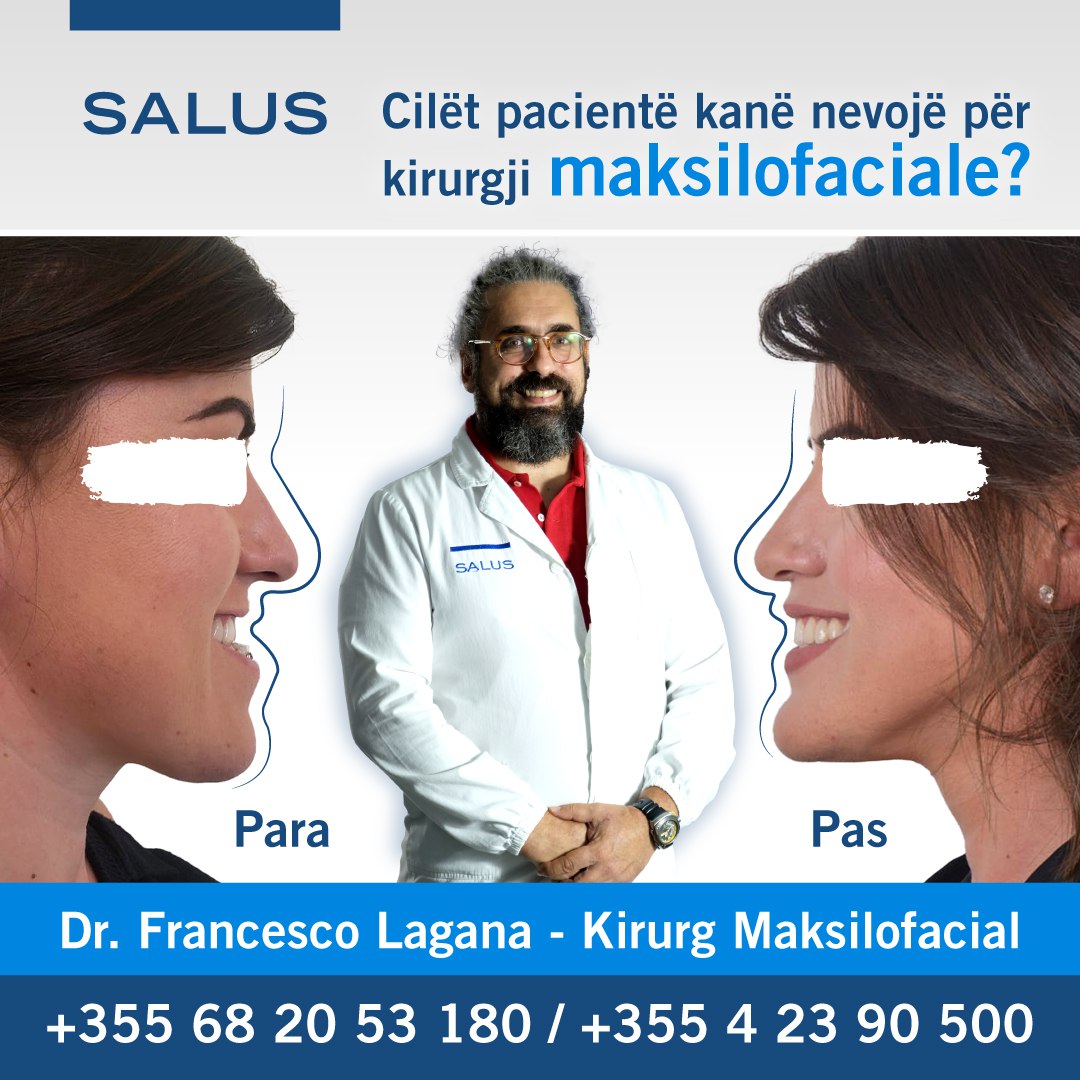 SALUS
Cilët pacientë kanë nevojë për
kirurgji maksilofaciale?
SALUS
Para
Pas
Dr. Francesco Lagana - Kirurg Maksilofacial
+355 68 20 53 180 / +355 4 23 90 500